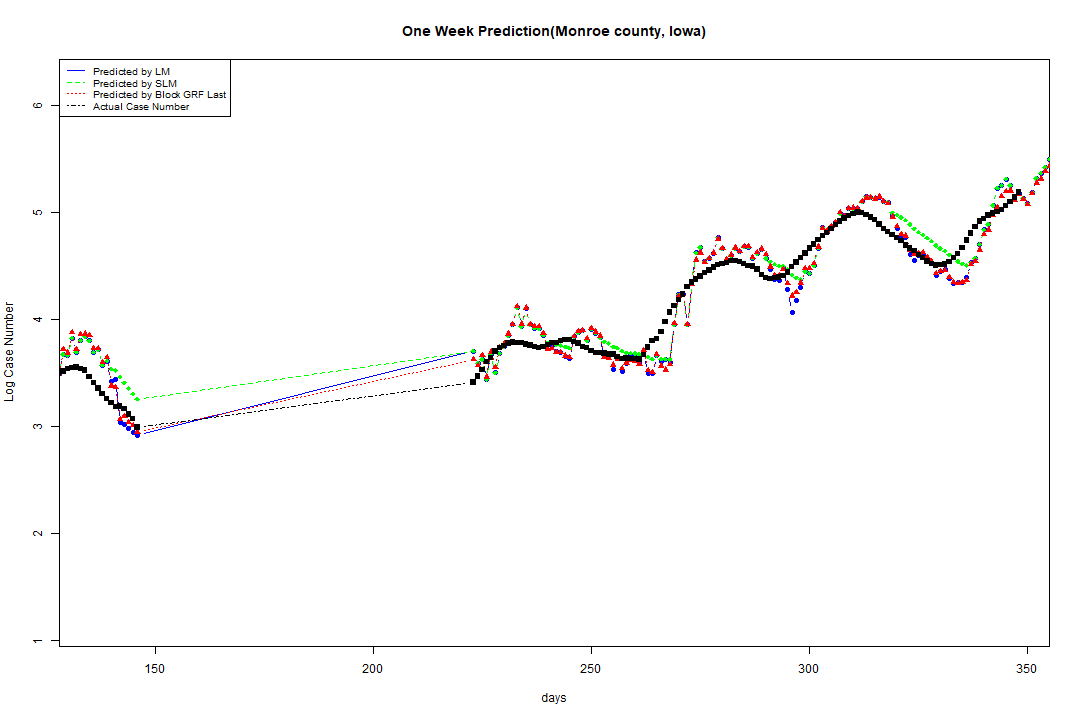 One Week Prediction(Monroe county, Iowa)
Predicted by LM
Predicted by SLM
Predicted by Block GRF Last
Actual Case Number
6
5
4
3
2
1
Log Case Number
150
200
250
300
350
days